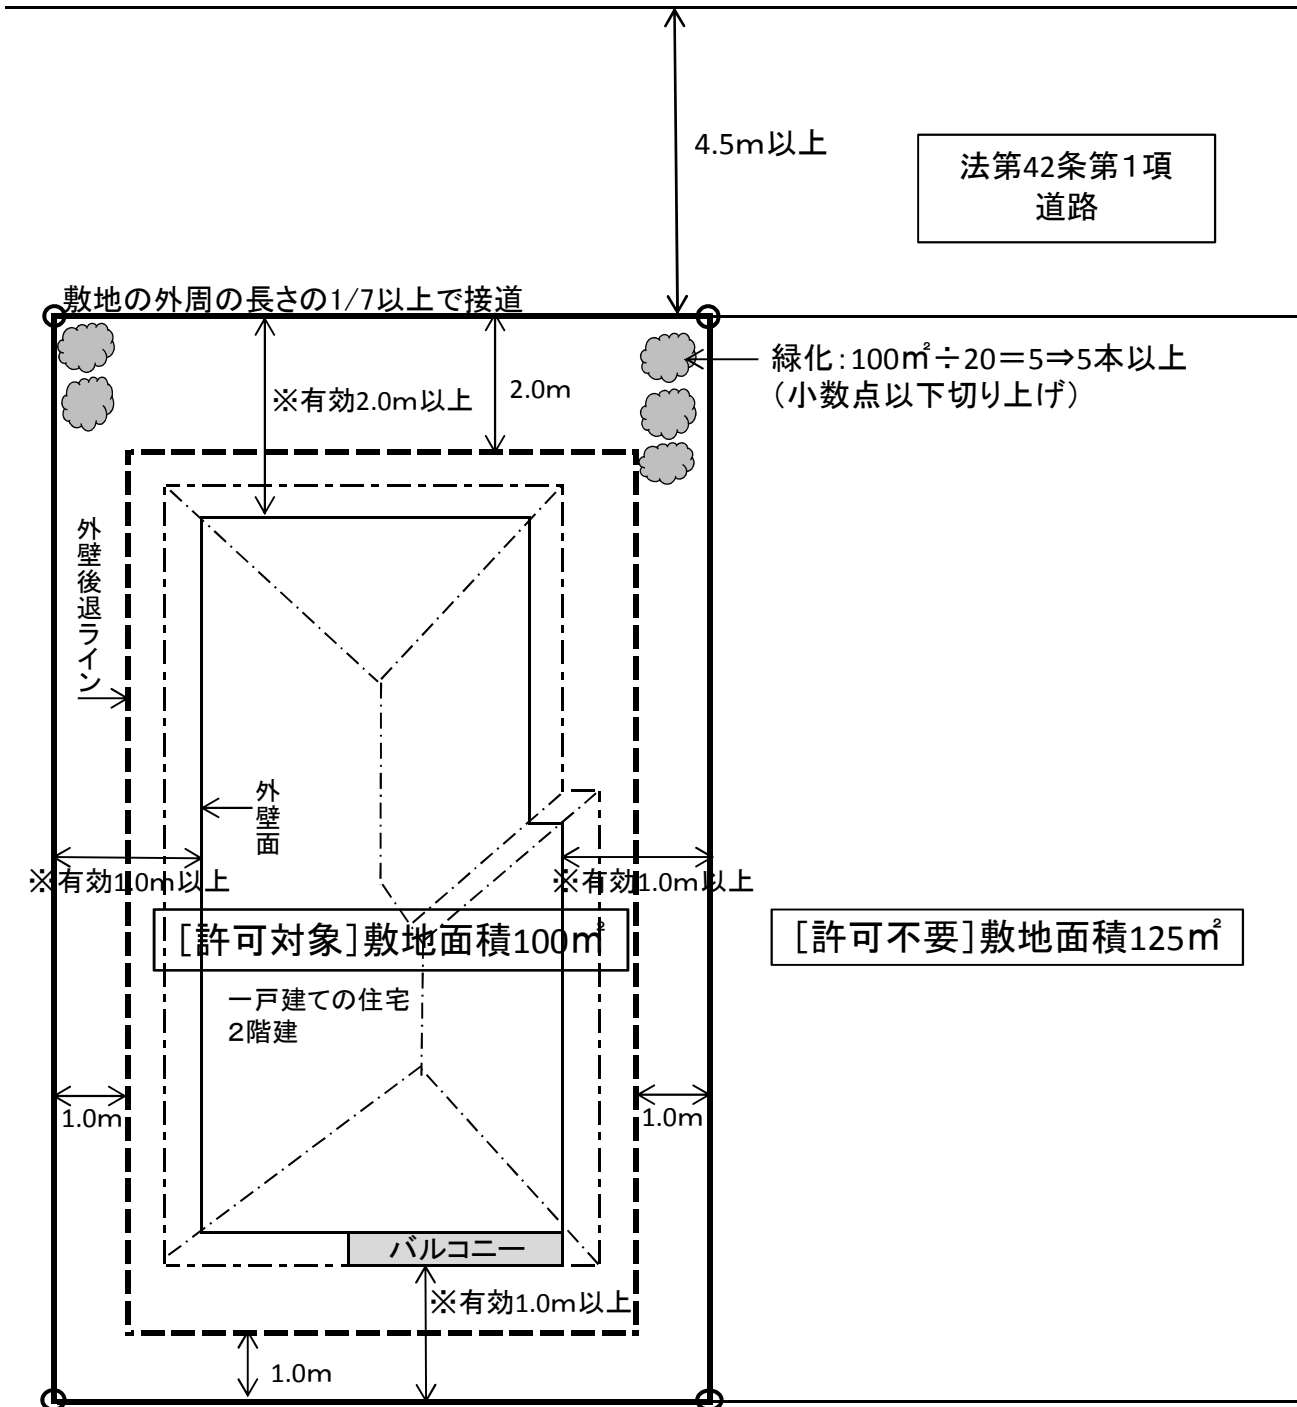 4.5m以上
法第42条第1項
道路
敷地の外周の長さの1/7以上で接道
緑化：100㎡÷20＝5⇒5本以上
（小数点以下切り上げ）
※有効2.0m以上
2.0m
外壁後退ライン
外壁面
※有効1.0m以上
※有効1.0m以上
［許可対象］敷地面積100㎡
［許可不要］敷地面積125㎡
一戸建ての住宅
2階建
1.0m
1.0m
バルコニー
※有効1.0m以上
1.0m